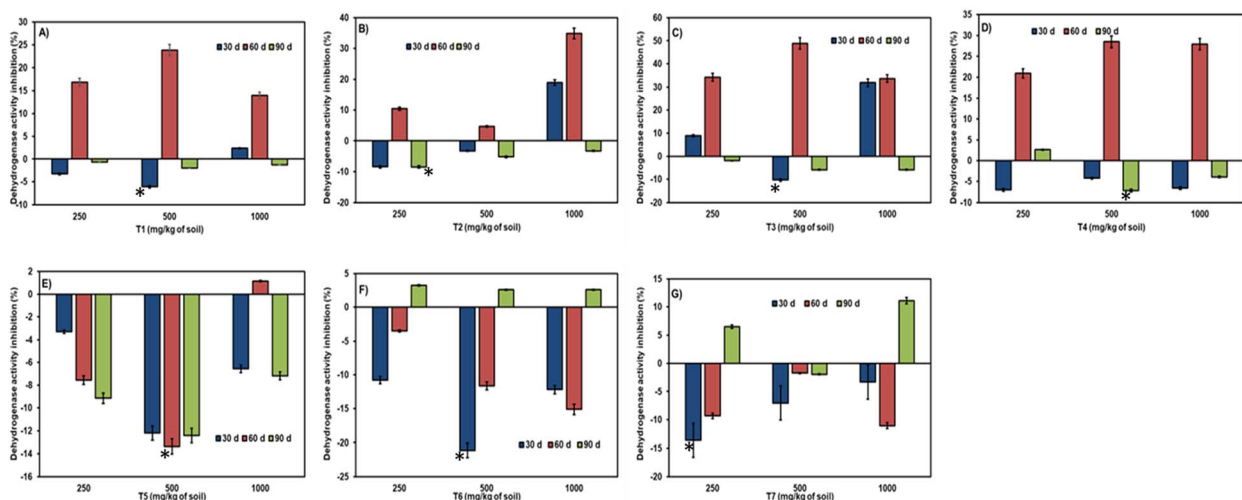 Dehydrogenase activity inhibition (%)
A)
30 d 60 d 90 d
30
25
20
15
10
5
0
-5
-10
*
250 500 1000
T1 (mg/kg of soil)
Dehydrogenase activity inhibition (%)
B)
30 d 60 d 90 d
40
30
20
10
0
-10
-20
*
250 500 1000
T2 (mg/kg of soil)
Dehydrogenase activity inhibition (%)
C)
30 d 60 d 90 d
60
50
40
30
20
10
0
-10
-20
*
250 500 1000
T3 (mg/kg of soil)
Dehydrogenase activity inhibition (%)
D)
30 d 60 d 90 d
35
30
25
20
15
10
5
0
-5
-10
*
250 500 1000
T4 (mg/kg of soil)
Dehydrogenase activity inhibition (%)
E)
2
0
-2
-4
-6
-8
-10
-12
-14
-16
30 d 60 d 90 d
*
250 500 1000
T5 (mg/kg of soil)
Dehydrogenase activity inhibition (%)
F)
5
0
-5
-10
-15
-20
-25
30 d 60 d 90 d
*
250 500 1000
T6 (mg/kg of soil)
Dehydrogenase activity inhibition (%)
G)
30 d 60 d 90 d
15
10
5
0
-5
-10
-15
-20
*
250 500 1000
T7 (mg/kg of soil)